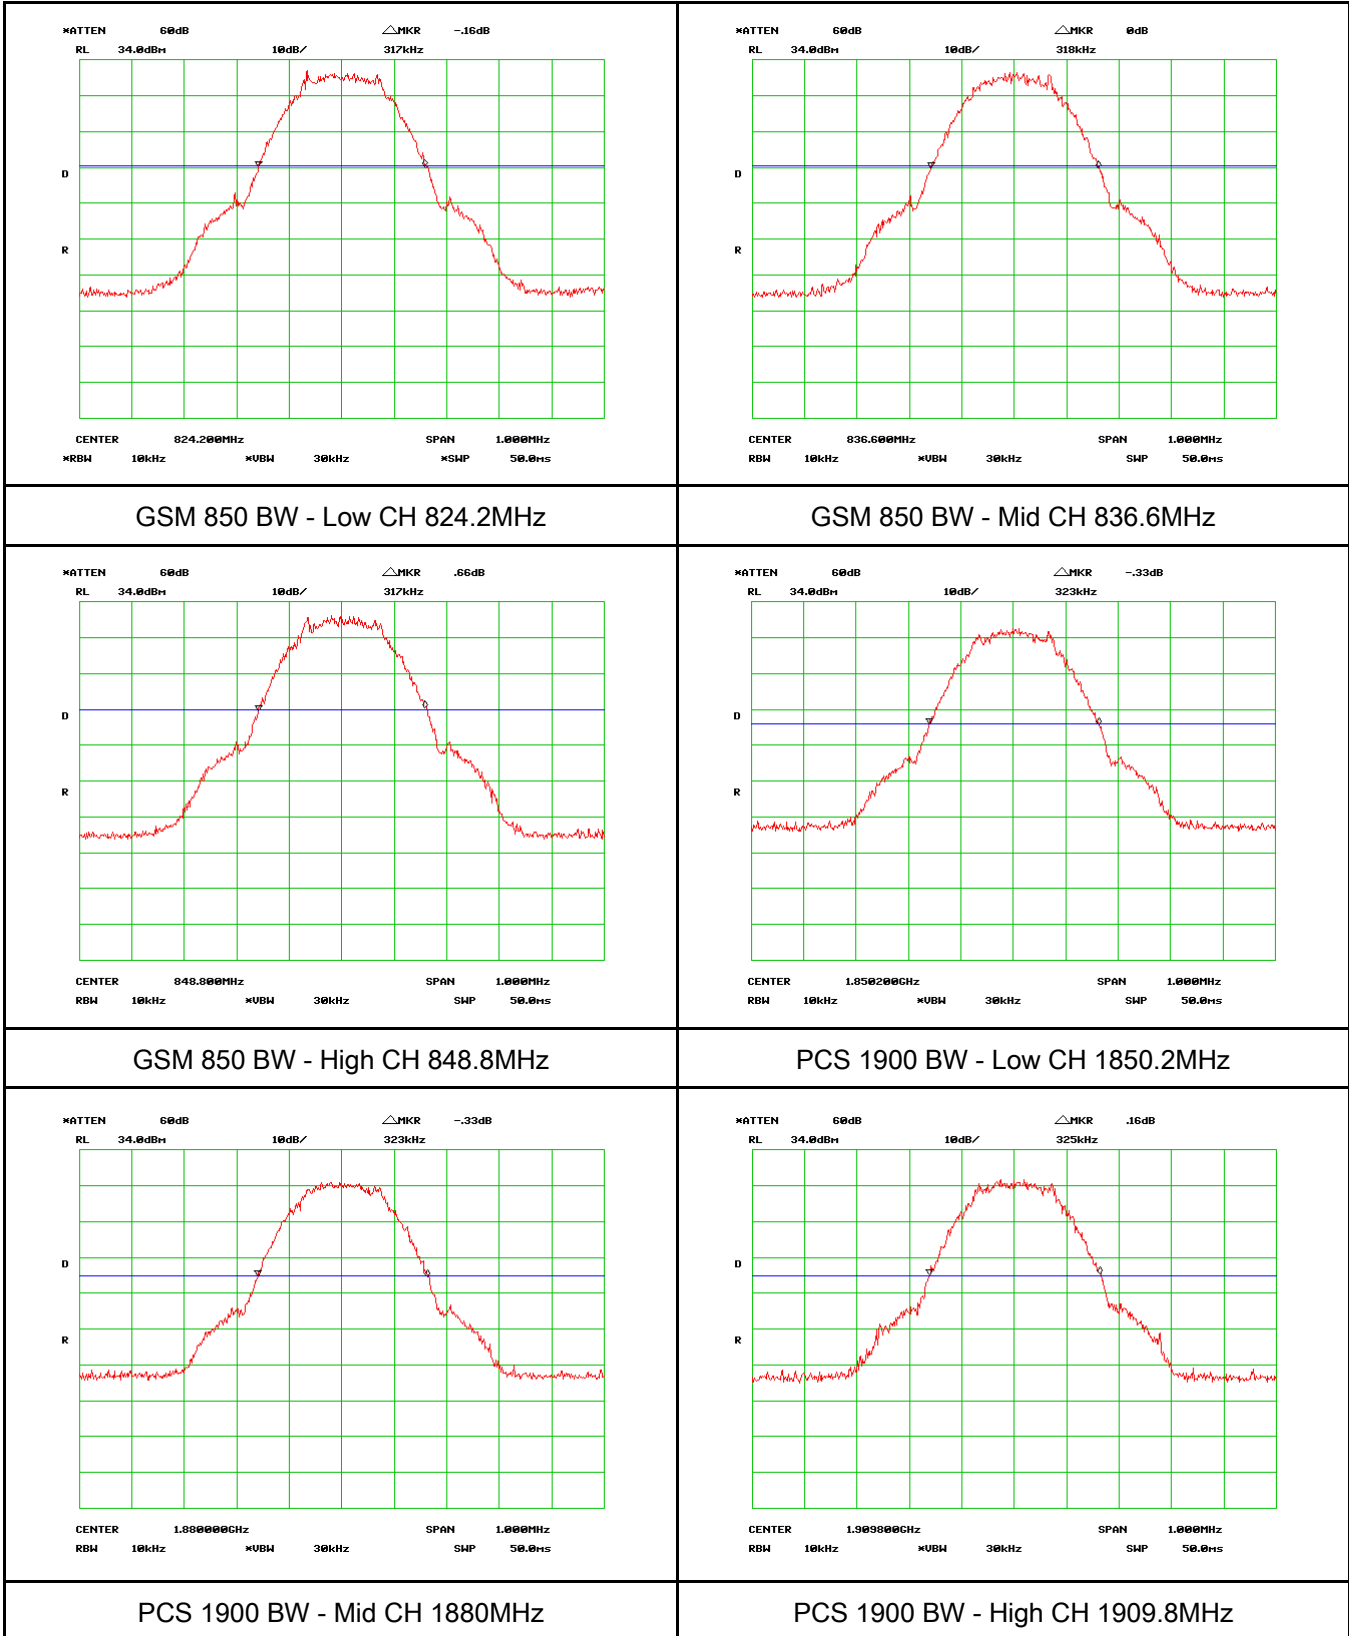 *ATTEN 60dB △MKR -.16dB
RL 34.0dBm 10dB/ 317kHz
D
R
CENTER 824.200MHz SPAN 1.000MHz
*RBW 10kHz *VBW 30kHz *SWP 50.0ms
GSM 850 BW - Low CH 824.2MHz
*ATTEN 60dB △MKR 0dB
RL 34.0dBm 10dB/ 318kHz
D
R
CENTER 836.600MHz SPAN 1.000MHz
RBW 10kHz *VBW 30kHz SWP 50.0ms
GSM 850 BW - Mid CH 836.6MHz
*ATTEN 60dB △MKR .66dB
RL 34.0dBm 10dB/ 317kHz
D
R
CENTER 848.800MHz SPAN 1.000MHz
RBW 10kHz *VBW 30kHz SWP 50.0ms
GSM 850 BW - High CH 848.8MHz
*ATTEN 60dB △MKR -.33dB
RL 34.0dBm 10dB/ 323kHz
D
R
CENTER 1.850200GHz SPAN 1.000MHz
RBW 10kHz *VBW 30kHz SWP 50.0ms
PCS 1900 BW - Low CH 1850.2MHz
*ATTEN 60dB △MKR -.33dB
RL 34.0dBm 10dB/ 323kHz
D
R
CENTER 1.880000GHz SPAN 1.000MHz
RBW 10kHz *VBW 30kHz SWP 50.0ms
PCS 1900 BW - Mid CH 1880MHz
*ATTEN 60dB △MKR .16dB
RL 34.0dBm 10dB/ 325kHz
D
R
CENTER 1.909800GHz SPAN 1.000MHz
RBW 10kHz *VBW 30kHz SWP 50.0ms
PCS 1900 BW - High CH 1909.8MHz